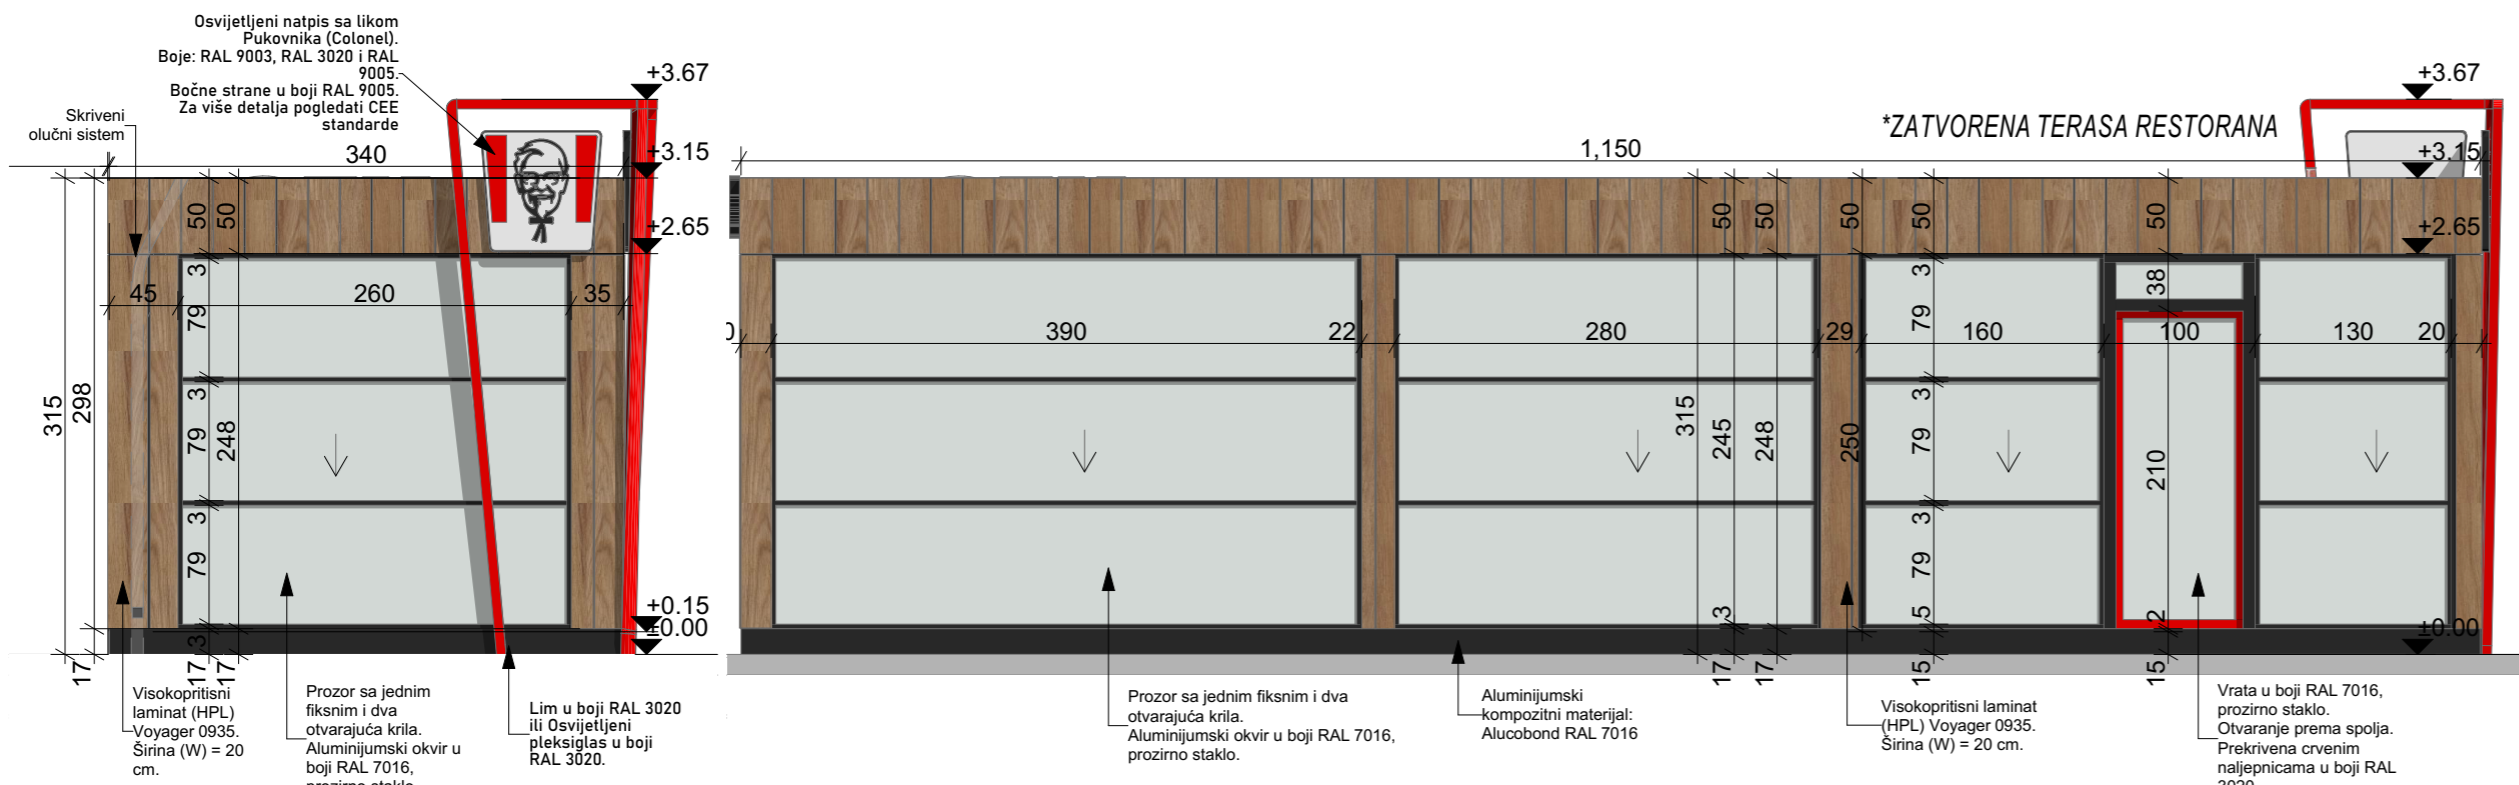 Osvijetljeni natpis sa likom
Pukovnika (Colonel).
Boje: RAL 9003, RAL 3020 i RAL
9005.
Bočne strane u boji RAL 9005.
Za više detalja pogledati CEE
standarde
Skriveni
olučni sistem
340
+3.67
+3.15
+2.65
50
50
3
45
260
35
79
3
79
248
3
79
315
298
+0.15
±0.00
3
17
17
17
Visokopritisni
laminat (HPL)
Voyager 0935.
Širina (W) = 20
cm.
Prozor sa jednim
fiksnim i dva
otvarajuća krila.
Aluminijumski okvir u
boji RAL 7016,
prozirno staklo.
Lim u boji RAL 3020
ili Osvijetljeni
pleksiglas u boji
RAL 3020.
*ZATVORENA TERASA RESTORANA
+3.67
1,150
+3.15
+2.65
50
50
50
50
50
3
38
79
390
22
280
29
160
100
130
20
3
315
245
248
250
79
210
3
79
3
5
2
±0.00
17
17
15
15
Prozor sa jednim fiksnim i dva
otvarajuća krila.
Aluminijumski okvir u boji RAL 7016,
prozirno staklo.
Aluminijumski
kompozitni materijal:
Alucobond RAL 7016
Visokopritisni laminat
(HPL) Voyager 0935.
Širina (W) = 20 cm.
Vrata u boji RAL 7016,
prozirno staklo.
Otvaranje prema spolja.
Prekrivena crvenim
naljepnicama u boji RAL
3020